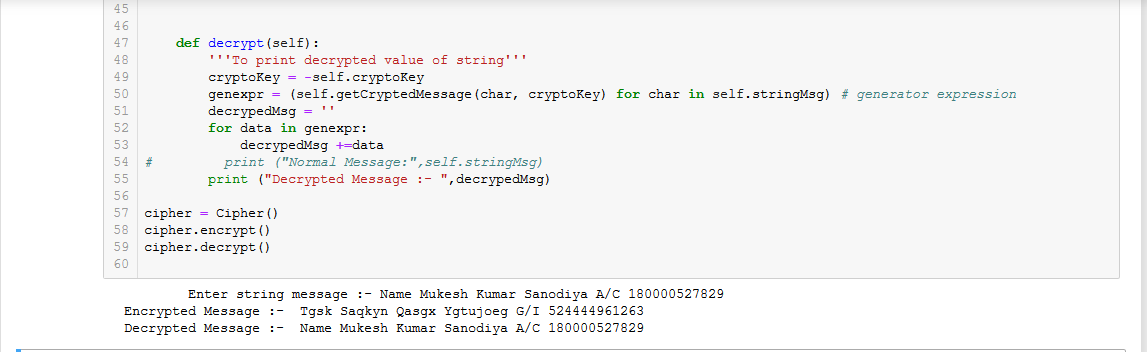 45
46
47 def decrypt(self):
48 '''To print decrypted value of string'''
49 cryptoKey = -self.cryptoKey
50 genexpr = (self.getCryptedMessage(char, cryptoKey) for char in self.stringMsg) # generator expression
51 decrypedMsg = ''
52 for data in genexpr:
53 decrypedMsg +=data
54 # print ("Normal Message:",self.stringMsg)
55 print ("Decrypted Message :- ",decrypedMsg)
56
57 cipher = Cipher()
58 cipher.encrypt()
59 cipher.decrypt()
60
Enter string message :- Name Mukesh Kumar Sanodiya A/C 180000527829
Encrypted Message :- Tgsk Saqkyn Qasgx Ygtujoeg G/I 524444961263
Decrypted Message :- Name Mukesh Kumar Sanodiya A/C 180000527829